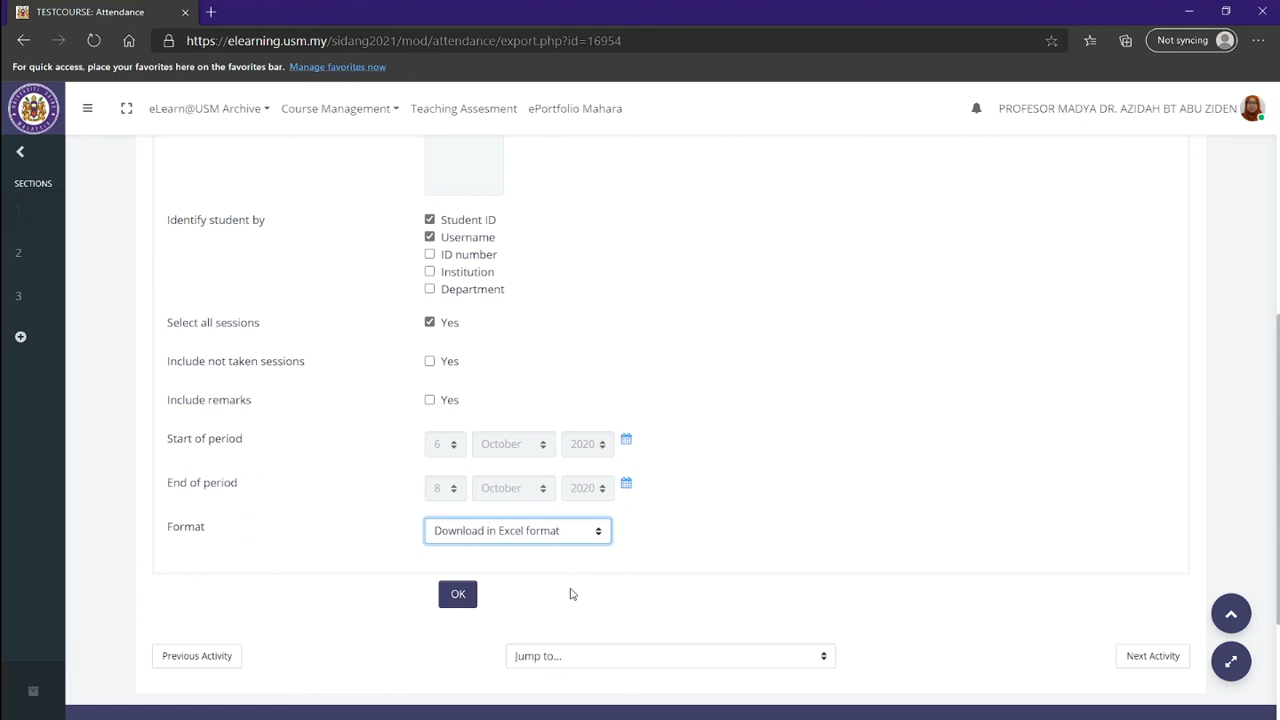 TESTCOURSE: Attendance
https://elearning.usm.my/sidang2021/mod/attendance/export.php?id=16954
Not syncing
For quick access, place your favorites here on the favorites bar. Manage favorites now
eLearn@USM Archive Course Management Teaching Assesment ePortfolio Mahara
PROFESOR MADYA DR. AZIDAH BT ABU ZIDEN
SECTIONS
1
2
3
Identify student by
Student ID
Username
ID number
Institution
Department
Select all sessions Yes
Include not taken sessions Yes
Include remarks Yes
Start of period 6 October 2020
End of period 8 October 2020
Format Download in Excel format
OK
Previous Activity Jump to... Next Activity